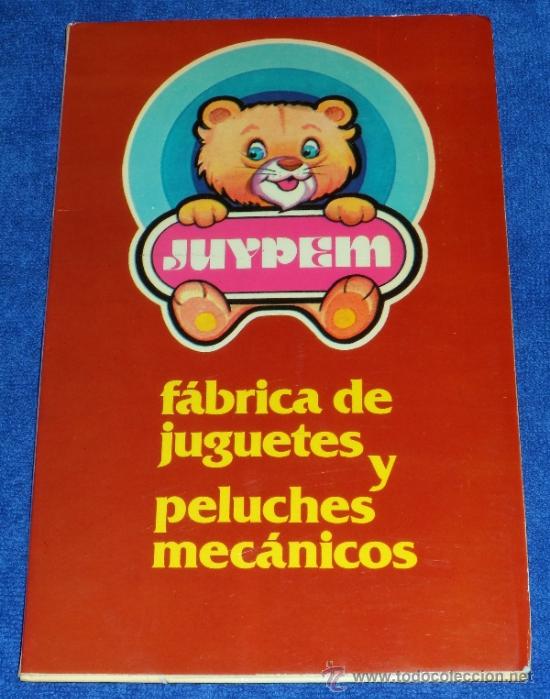 JUYPEM
fábrica de
juguetes
y
peluches
mecánicos
© www.todocoleccion.net